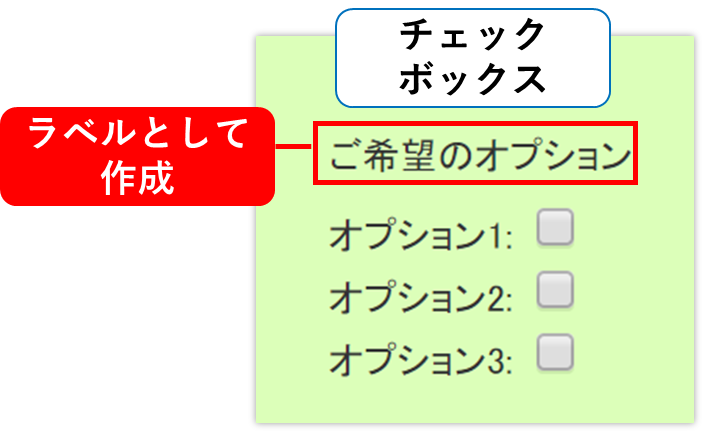 チェック
ボックス
ラベルとして
作成
ご希望のオプション
オプション1:
オプション2:
オプション3: